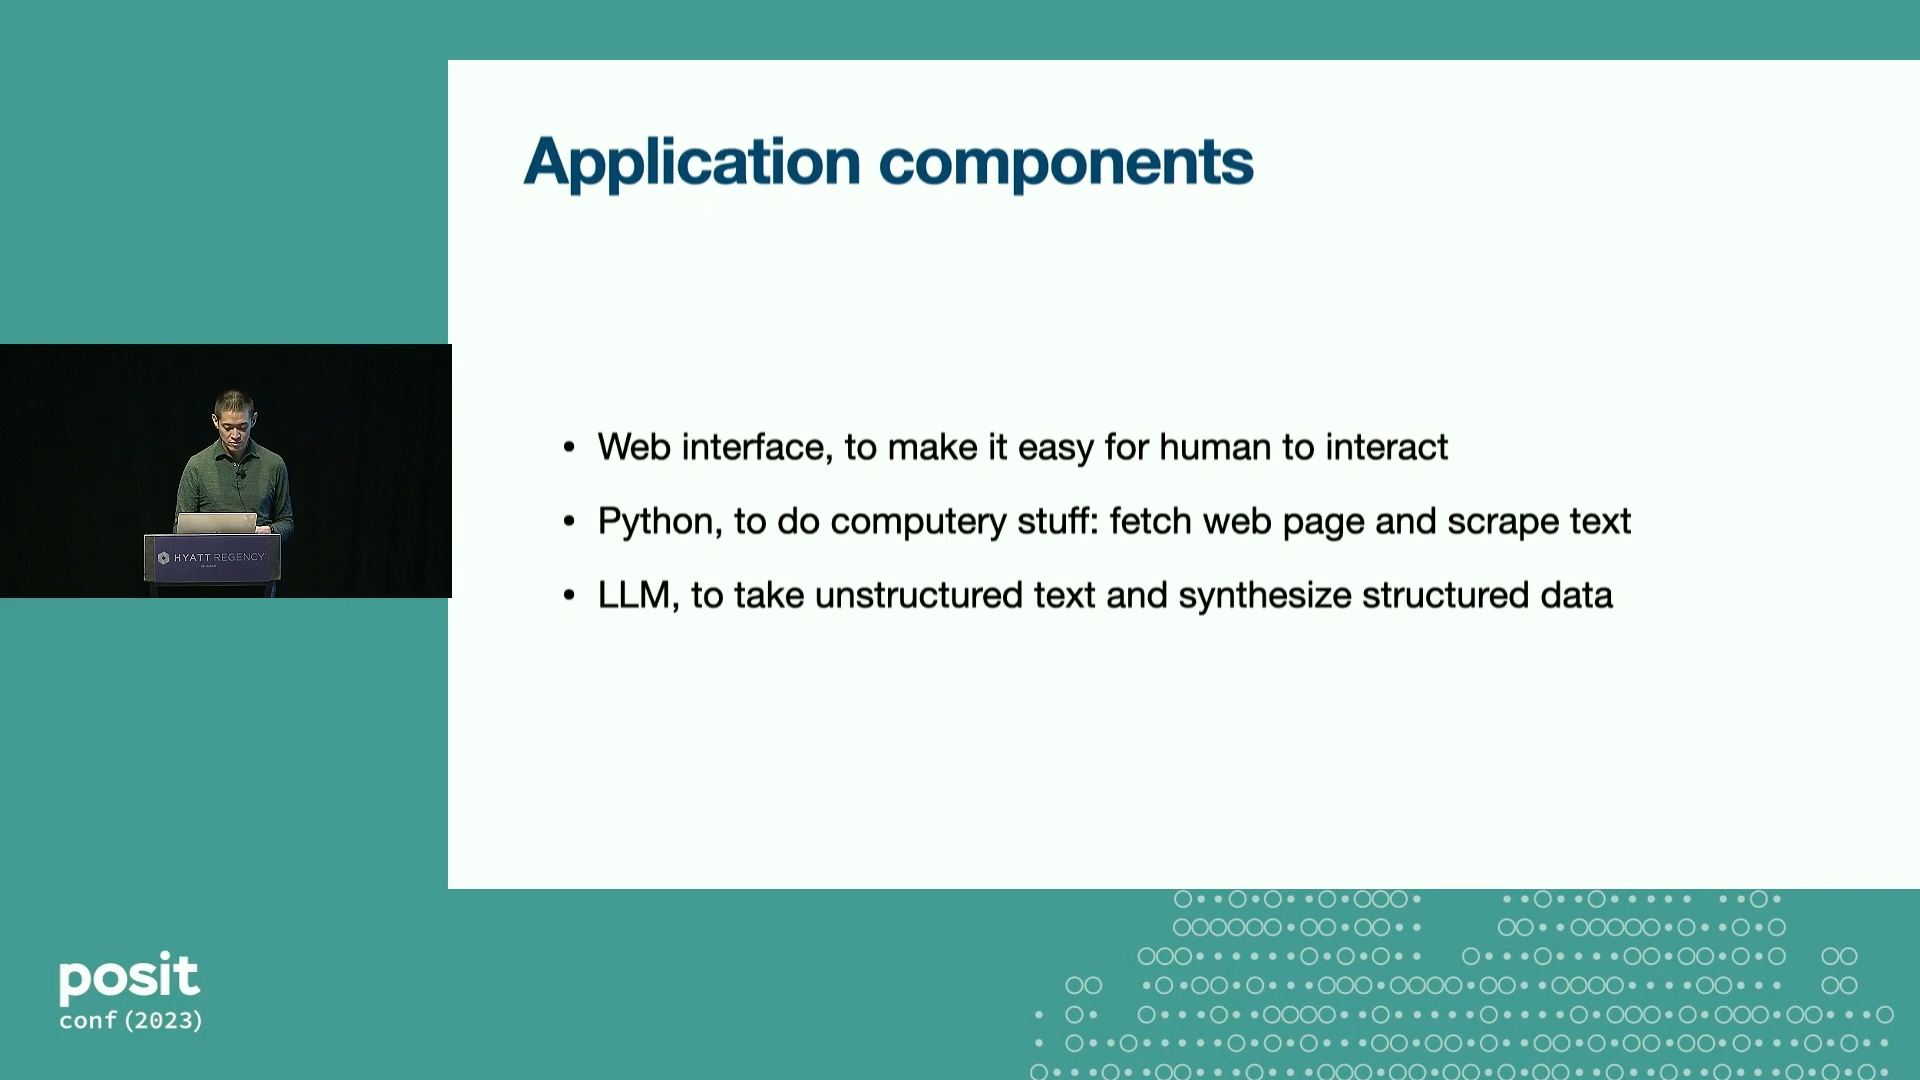 Application components
• Web interface, to make it easy for human to interact
• Python, to do computery stuff: fetch web page and scrape text
• LLM, to take unstructured text and synthesize structured data
HYATT REGENCY
posit
conf (2023)